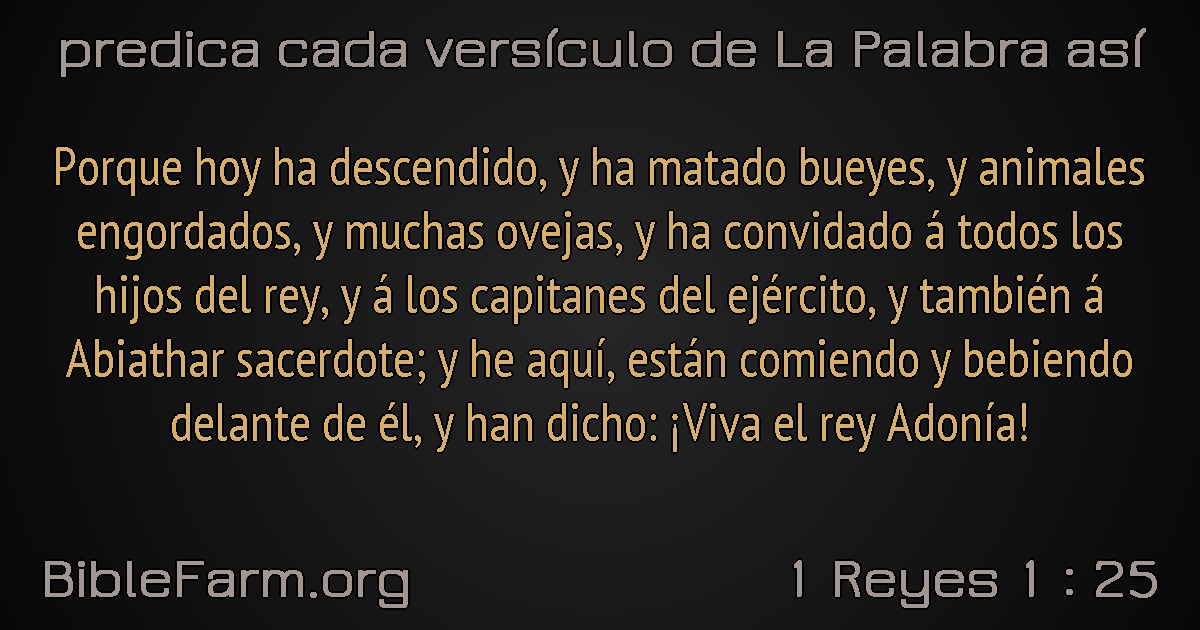 predica cada versículo de La Palabra así
Porque hoy ha descendido, y ha matado bueyes, y animales
engordados, y muchas ovejas, y ha convidado á todos los
hijos del rey, y á los capitanes del ejército, y también á
Abiathar sacerdote; y he aquí, están comiendo y bebiendo
delante de él, y han dicho: ¡Viva el rey Adonía!
BibleFarm.org
1 Reyes 1 : 25